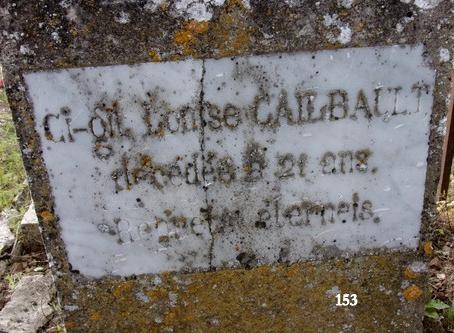 Ci-gît Louise CAILBAULT
décédée à 21 ans.
Regrets éternels.
153